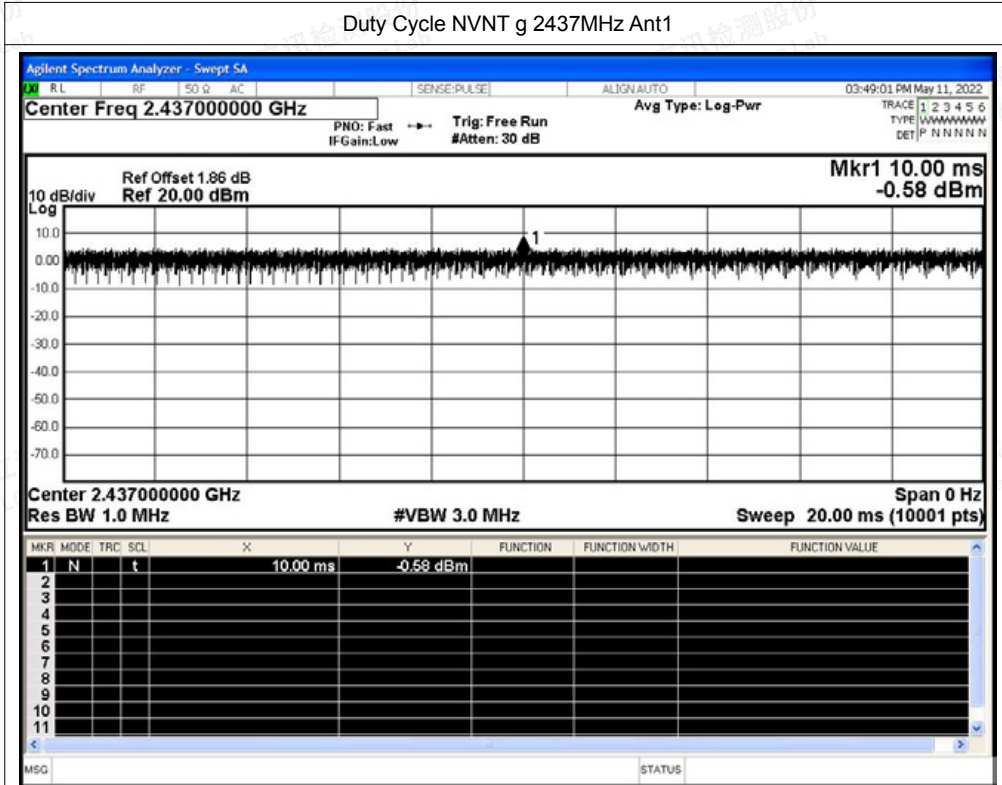 Duty Cycle NVNT g 2437MHz Ant1
Agilent Spectrum Analyzer - Swept SA
RL RF 50 Ω AC SENSE:PULSE ALIGNAUTO 03:49:01 PM May 11, 2022
Center Freq 2.437000000 GHz Avg Type: Log-Pwr TRACE 1 2 3 4 5 6
PNO: Fast Trig: Free Run TYPE WWWWWW
IFGain:Low #Atten: 30 dB DET P N N N N N
Mkr1 10.00 ms
Ref Offset 1.86 dB
10 dB/div Ref 20.00 dBm -0.58 dBm
Log
10.0
1
0.00
-10.0
-20.0
-30.0
-40.0
-50.0
-60.0
-70.0
Center 2.437000000 GHz Span 0 Hz
Res BW 1.0 MHz #VBW 3.0 MHz Sweep 20.00 ms (10001 pts)
MKR MODE TRC SCL X Y FUNCTION FUNCTION WIDTH FUNCTION VALUE
1 N t 10.00 ms -0.58 dBm
2
3
4
5
6
7
8
9
10
11
MSG STATUS